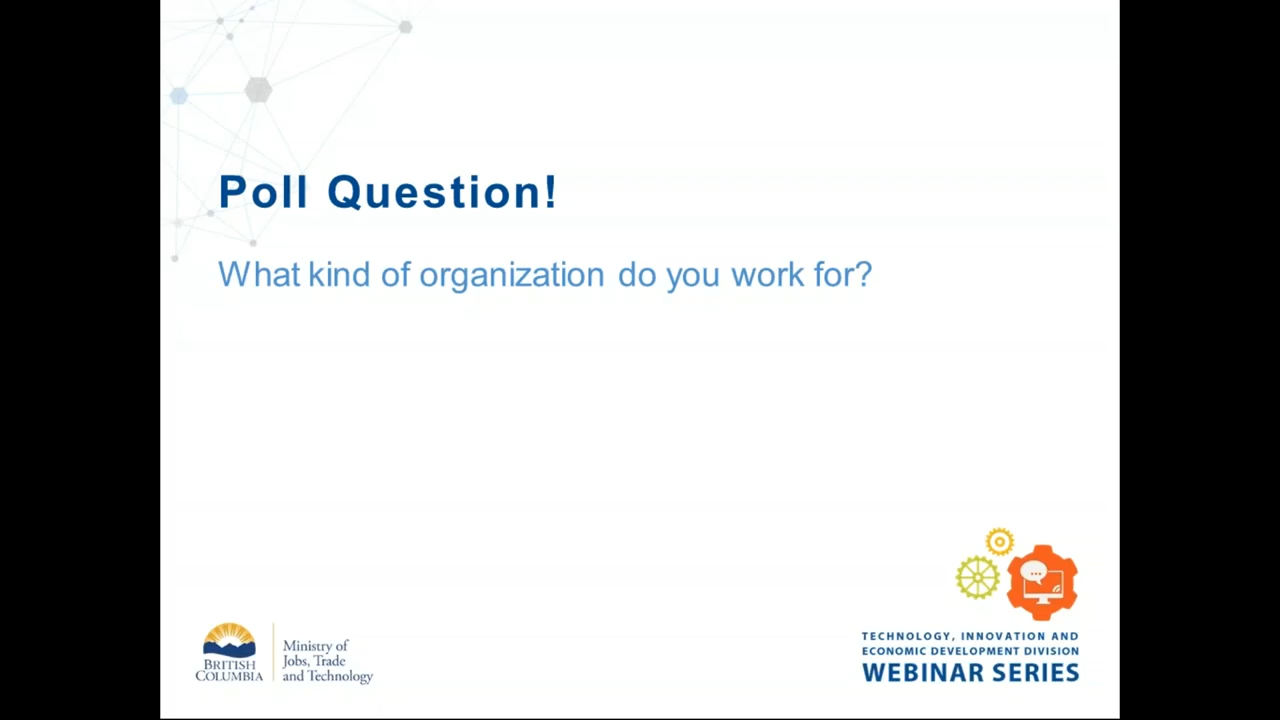 Poll Question!
What kind of organization do you work for?
BRITISH
COLUMBIA
Ministry of
Jobs, Trade
and Technology
TECHNOLOGY, INNOVATION AND
ECONOMIC DEVELOPMENT DIVISION
WEBINAR SERIES